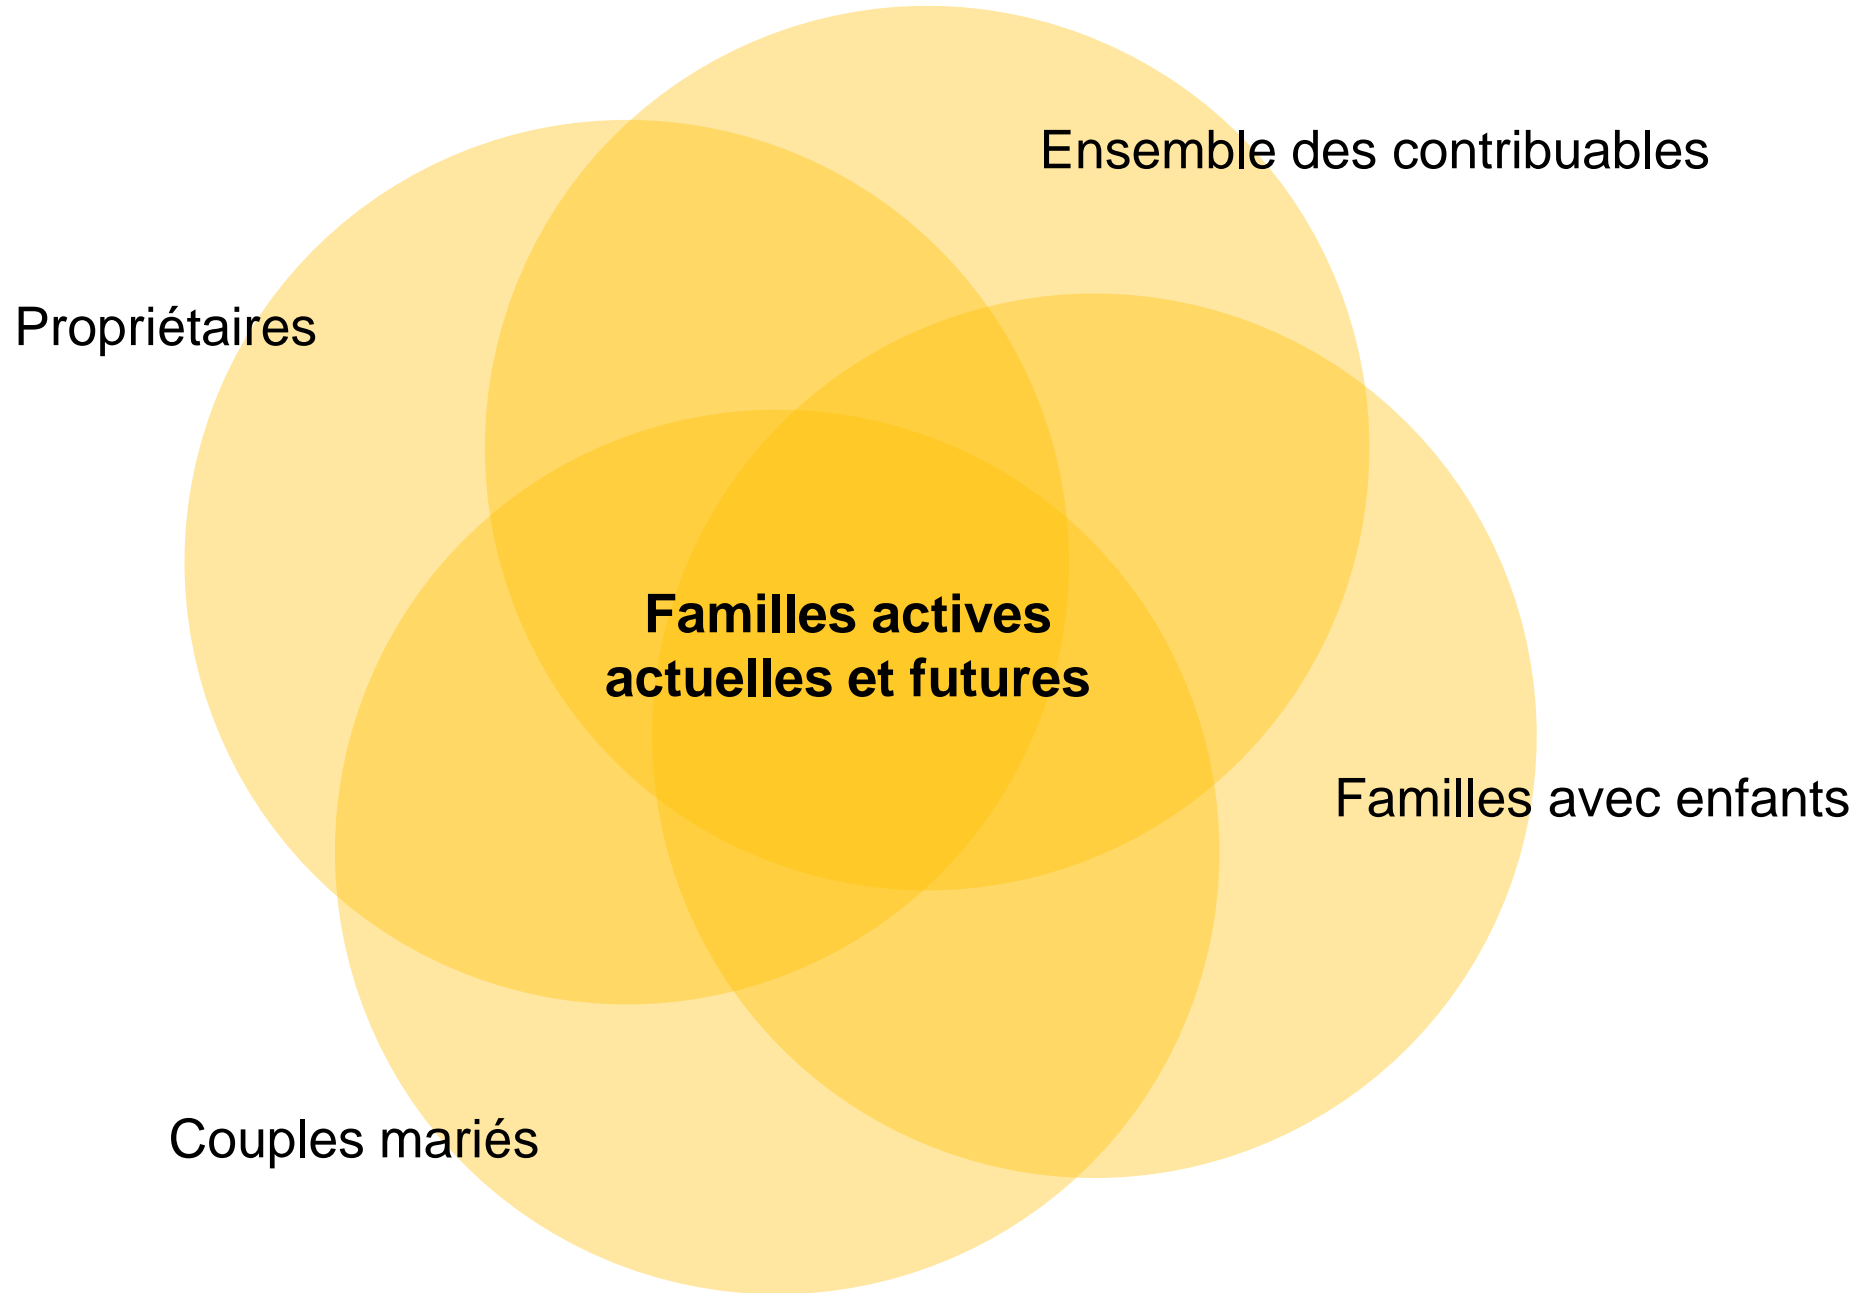 Ensemble des contribuables
Propriétaires
Familles actives
actuelles et futures
Familles avec enfants
Couples mariés